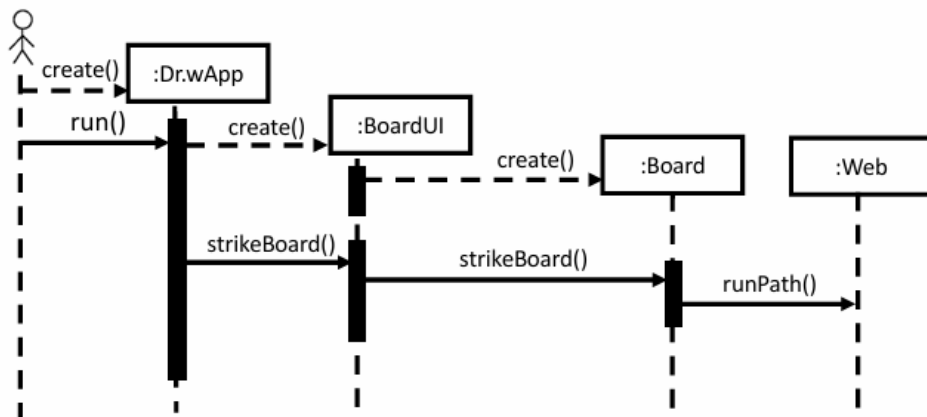 create()
:Dr.wApp
run()
create()
:BoardUI
create()
:Board
:Web
strikeBoard()
strikeBoard()
runPath()